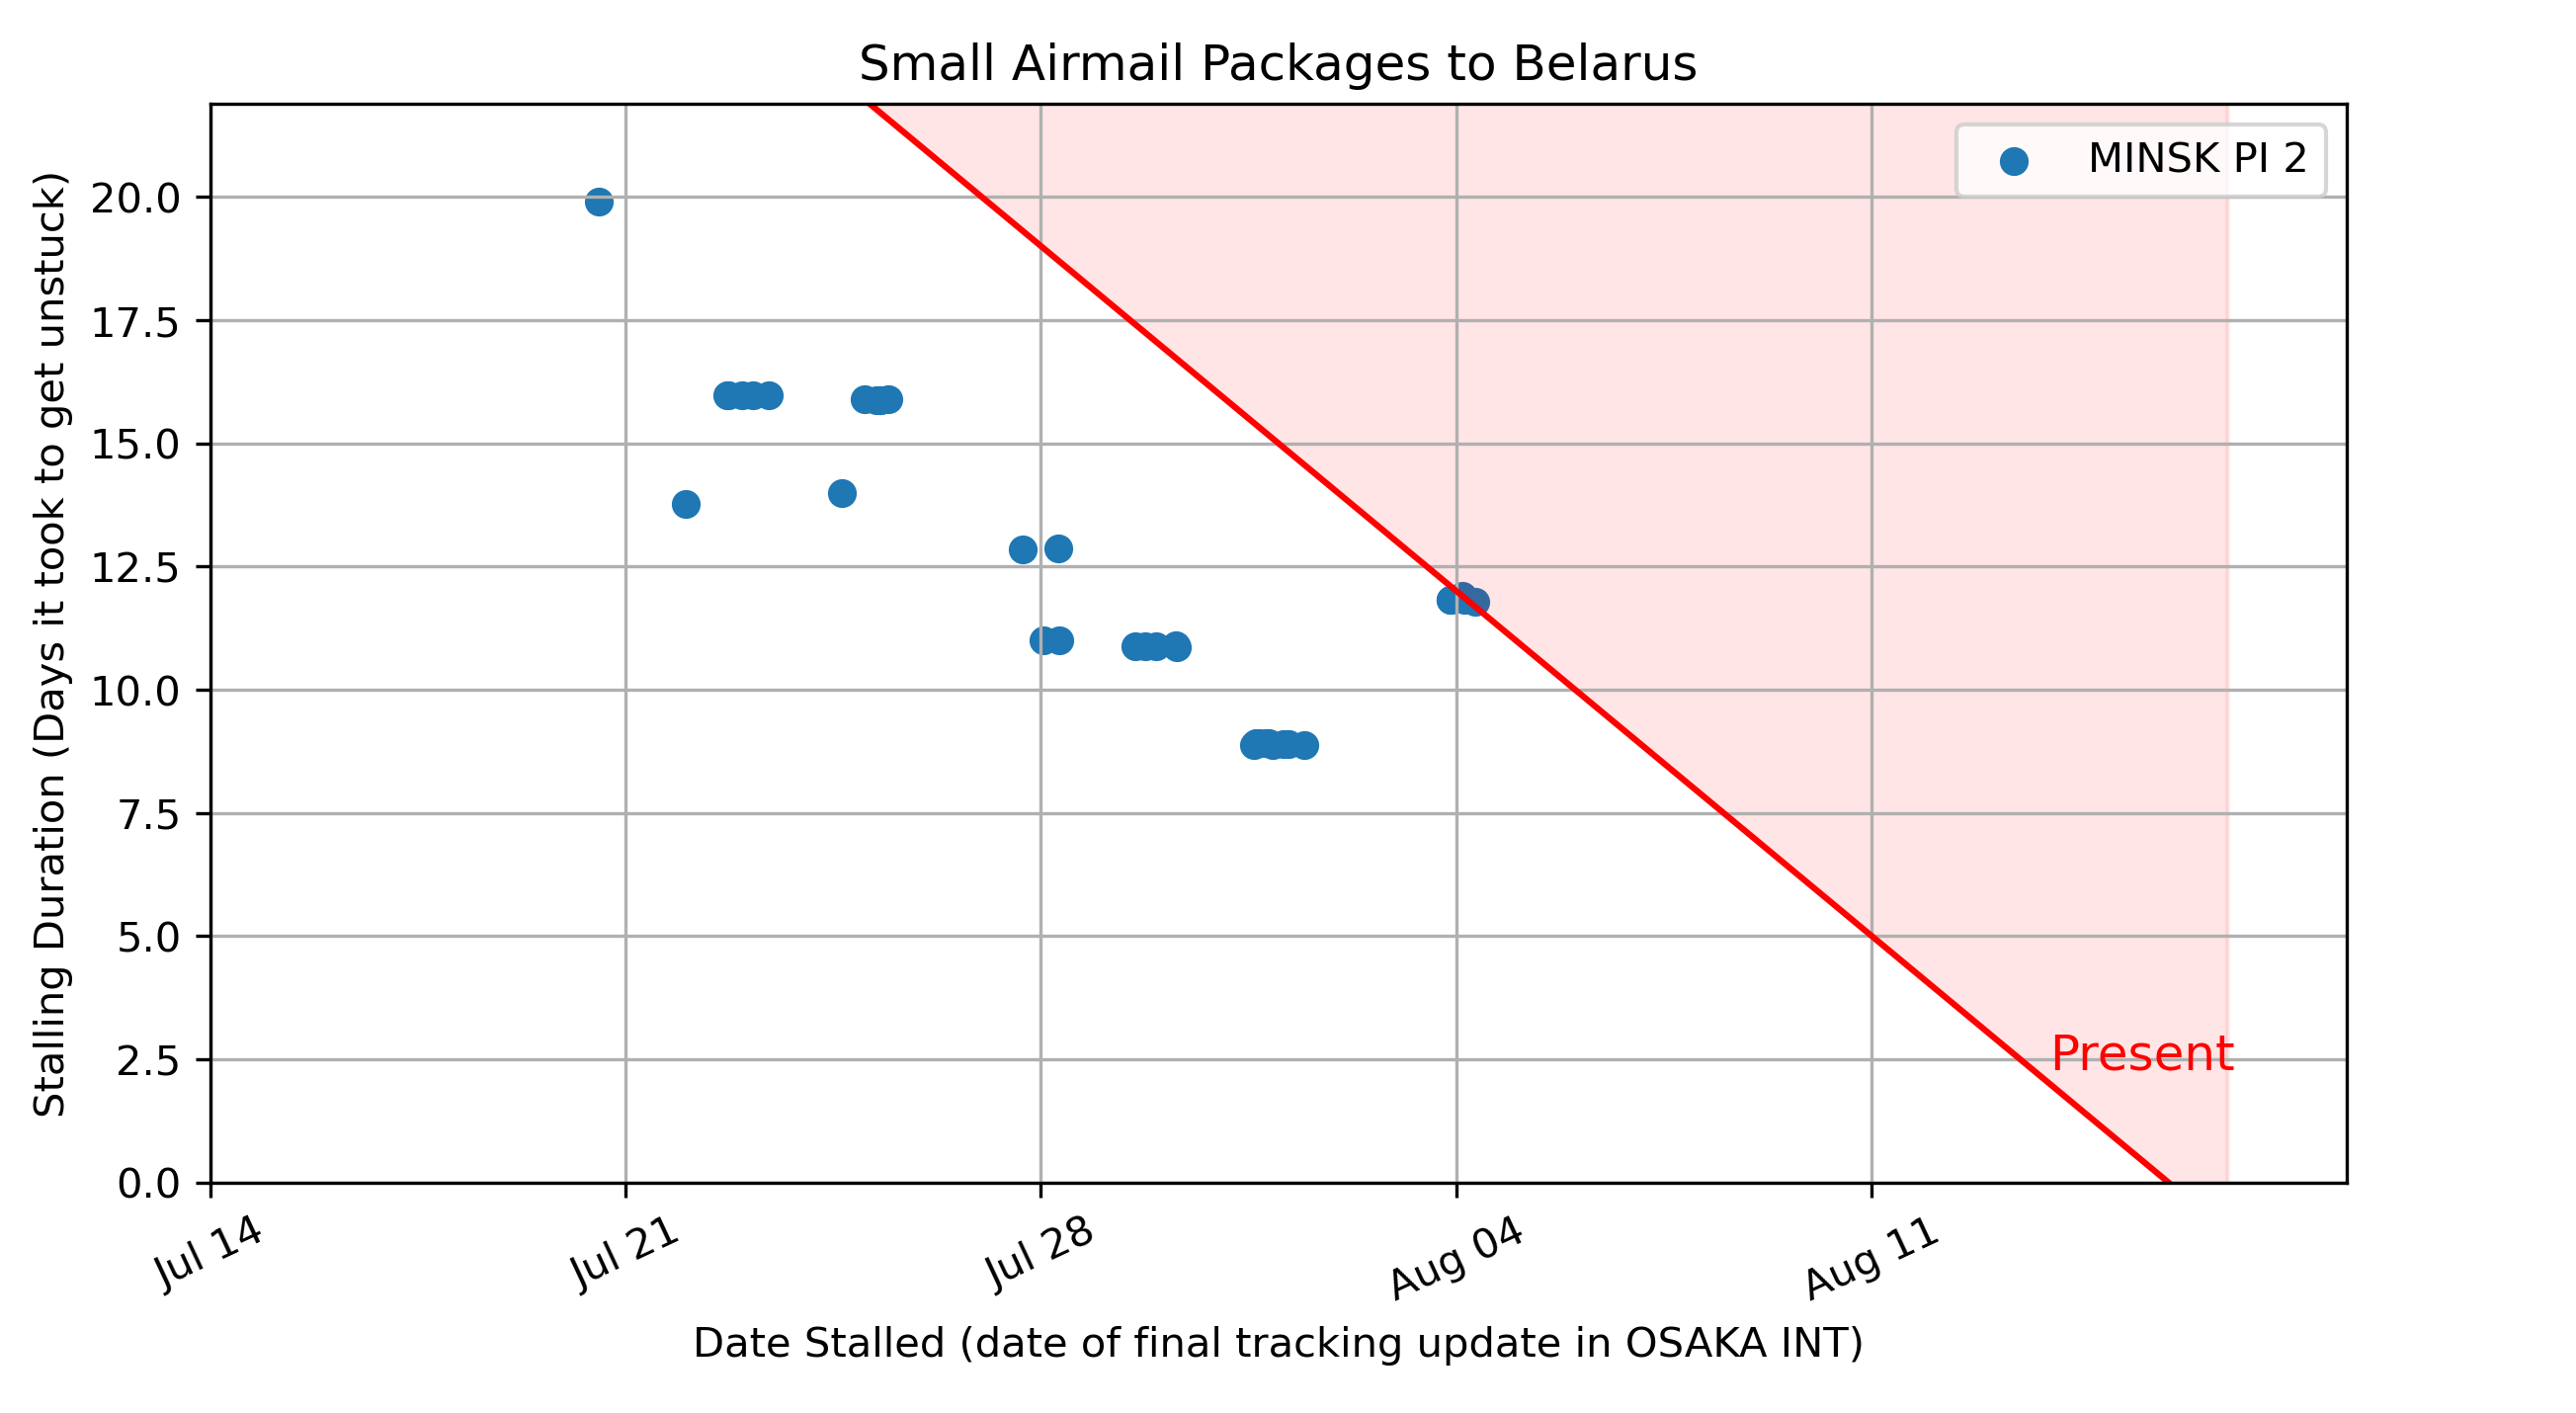 Small Airmail Packages to Belarus
MINSK PI 2
Stalling Duration (Days it took to get unstuck)
20.0
17.5
15.0
12.5
10.0
7.5
5.0
2.5
0.0
Present
Jul 14
Jul 21
Jul 28
Aug 04
Aug 11
Date Stalled (date of final tracking update in OSAKA INT)